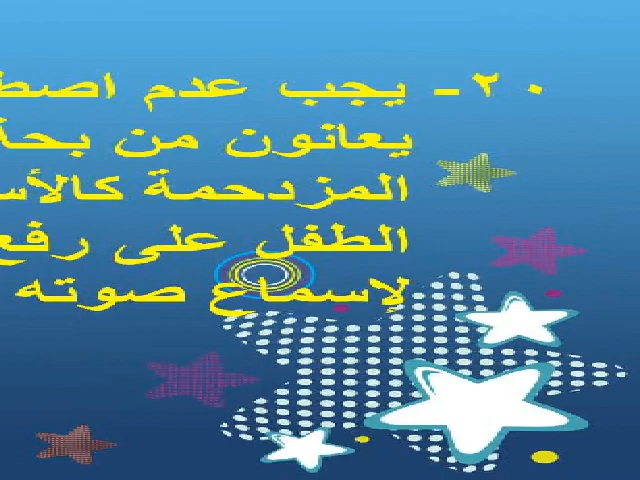 ٢٠- يجب عدم
يعانون من
المزدحمة
الطفل على
لإسماع صوته